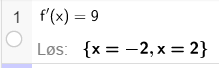 1 f'(x) = 9
Løs: {x = −2, x = 2}